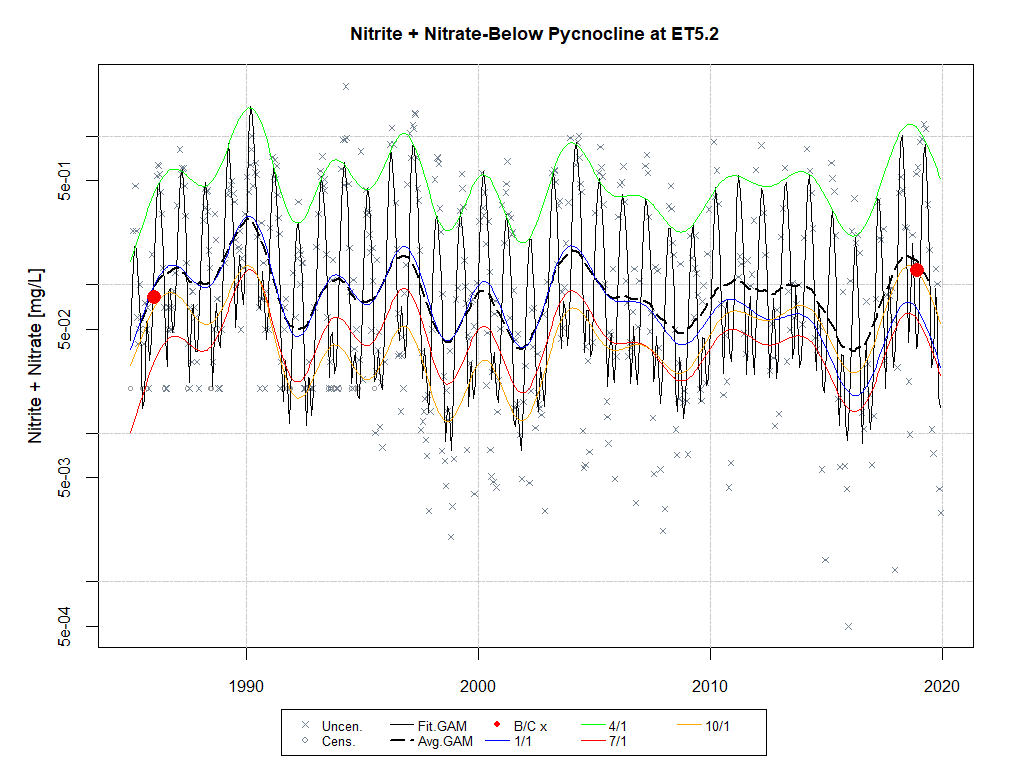 Nitrite + Nitrate-Below Pycnocline at ET5.2
Nitrite + Nitrate [mg/L]
5e-01
5e-02
5e-03
5e-04
1990 2000 2010 2020
Uncen. Fit.GAM B/C x 4/1 10/1
Cens. Avg.GAM 1/1 7/1